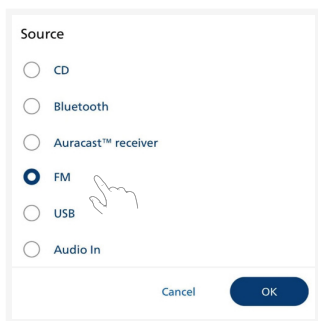 Source
CD
Bluetooth
Auracast™ receiver
FM
USB
Audio In
Cancel OK